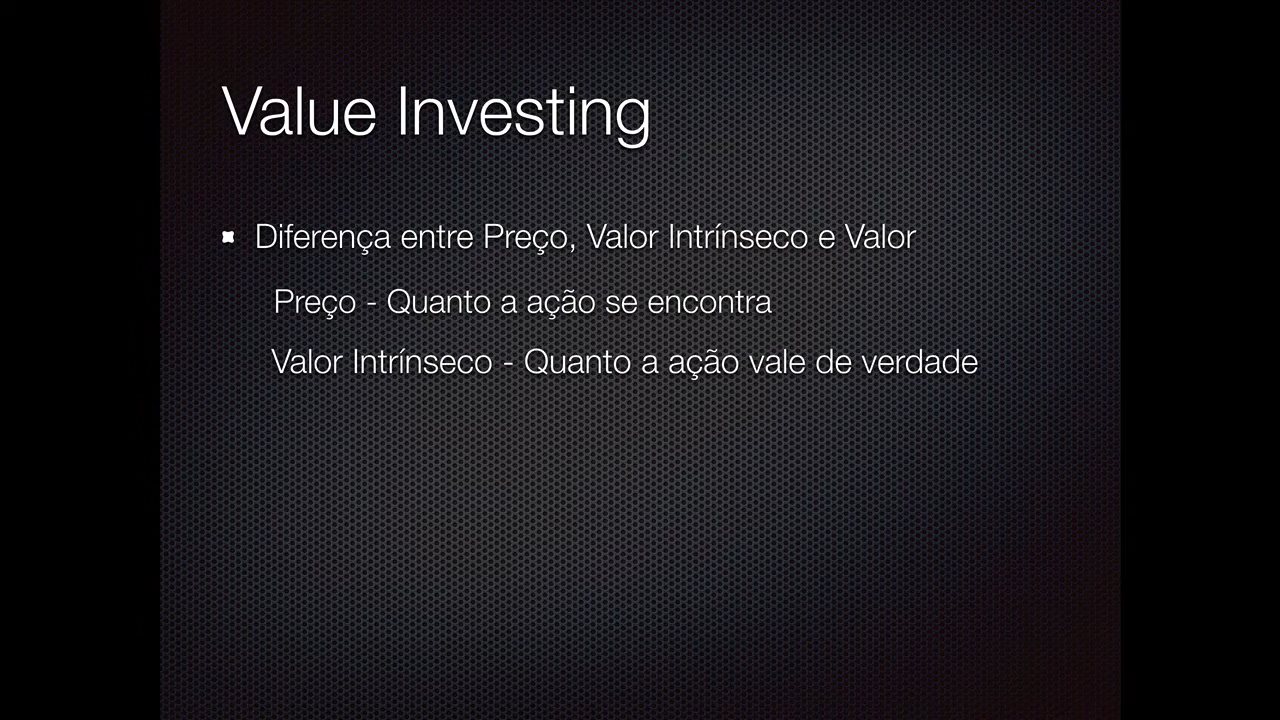 Value Investing
Diferença entre Preço, Valor Intrínseco e Valor
Preço - Quanto a ação se encontra
Valor Intrínseco - Quanto a ação vale de verdade